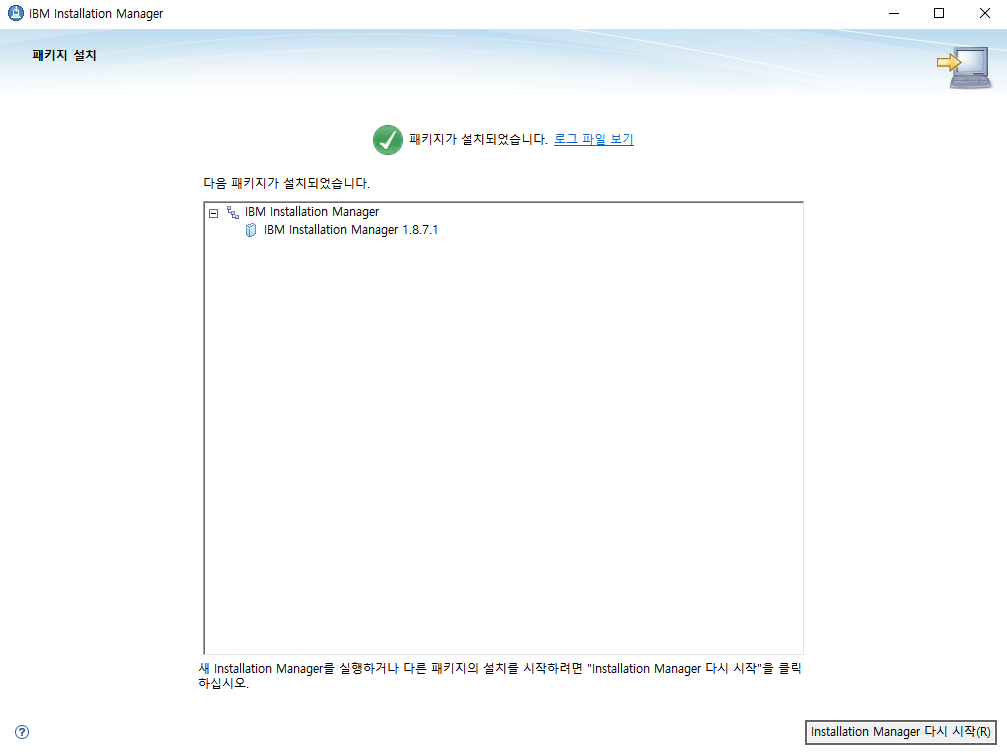 IBM Installation Manager
패키지 설치
패키지가 설치되었습니다. 로그 파일 보기
다음 패키지가 설치되었습니다.
IBM Installation Manager
IBM Installation Manager 1.8.7.1
새 Installation Manager를 실행하거나 다른 패키지의 설치를 시작하려면 "Installation Manager 다시 시작"을 클릭
하십시오.
?
Installation Manager 다시 시작(R)